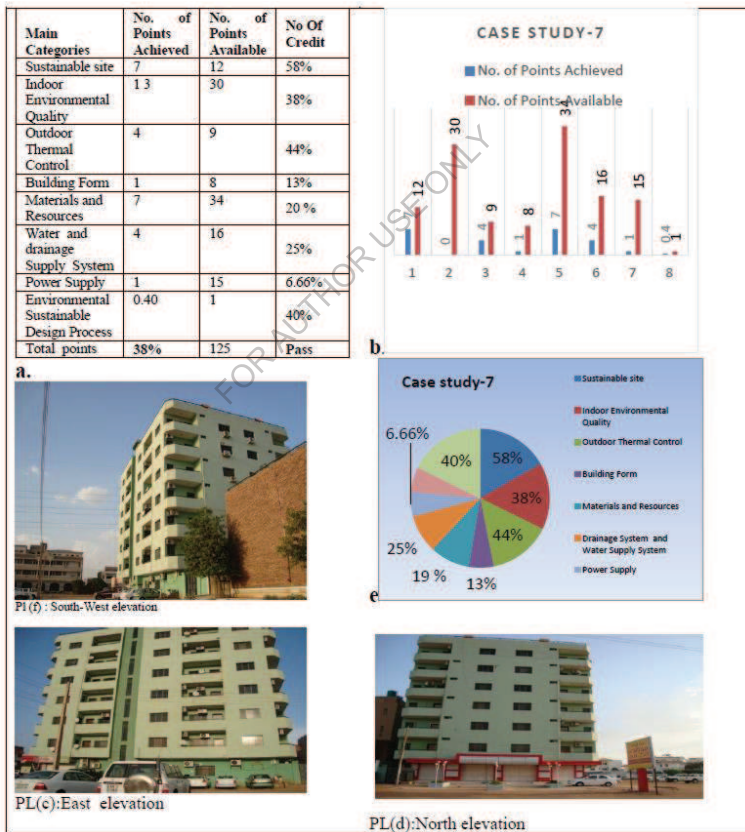 Main Categories No. of Points Achieved No. of Points Available No Of Credit
Sustainable site 7 12 58%
Indoor Environmental Quality 1 3 30 38%
Outdoor Thermal Control 4 9 44%
Building Form 1 8 13%
Materials and Resources 7 34 20 %
Water and drainage Supply System 4 16 25%
Power Supply 1 15 6.66%
Environmental Sustainable Design Process 0.40 1 40%
Total points 38% 125 Pass
a.
CASE STUDY-7
No. of Points Achieved
No. of Points Available
12 0 30 4 9 1 8 7 34 4 16 1 15 0.4 1
1 2 3 4 5 6 7 8
b.
FOR AUTHOR USE ONLY
Pl (f) : South-West elevation
Case study-7
58%
38%
44%
13%
19 %
25%
6.66%
40%
Sustainable site
Indoor Environmental
Quality
Outdoor Thermal Control
Building Form
Materials and Resources
Drainage System and
Water Supply System
Power Supply
e
PL(c):East elevation
PL(d):North elevation